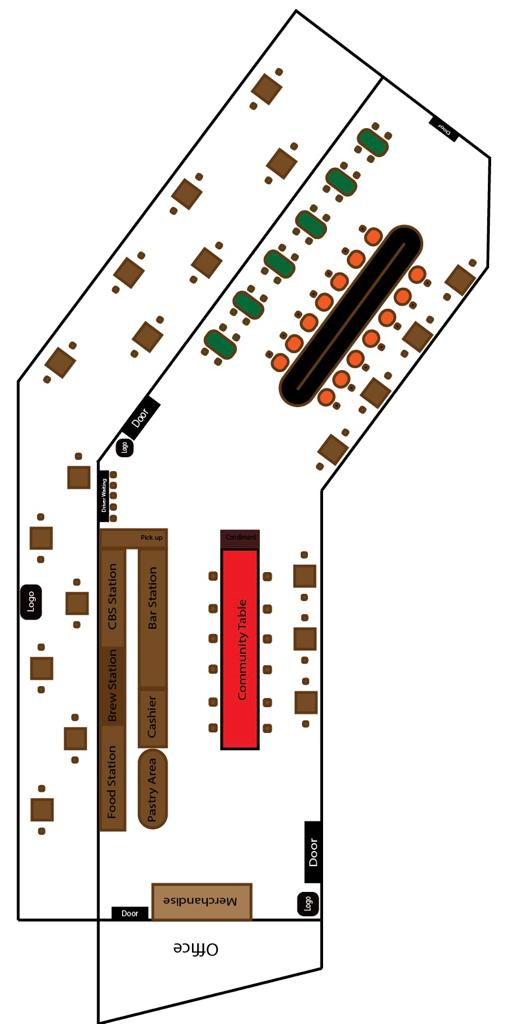 Door
Door
Logo
Driver Waiting
Pick up
Condiment
CBS Station
Bar Station
Logo
Community Table
Brew Station
Cashier
Food Station
Pastry Area
Door
Merchandise
Logo
Door
Office